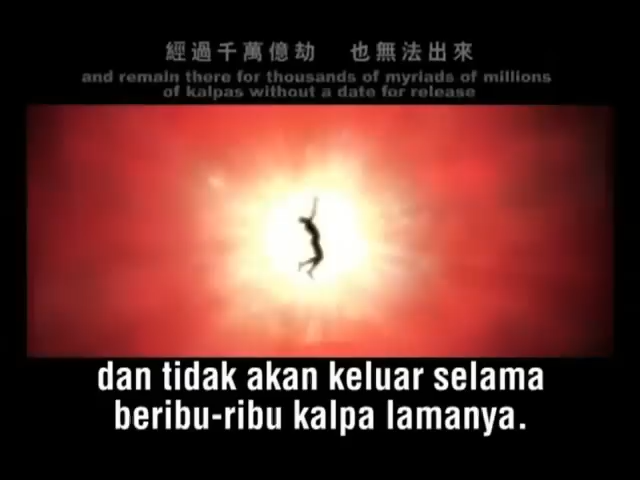 經過千萬億劫 也無法出來
and remain there for thousands of myriads of millions
of kalpas without a date for release
dan tidak akan keluar selama
beribu-ribu kalpa lamanya.